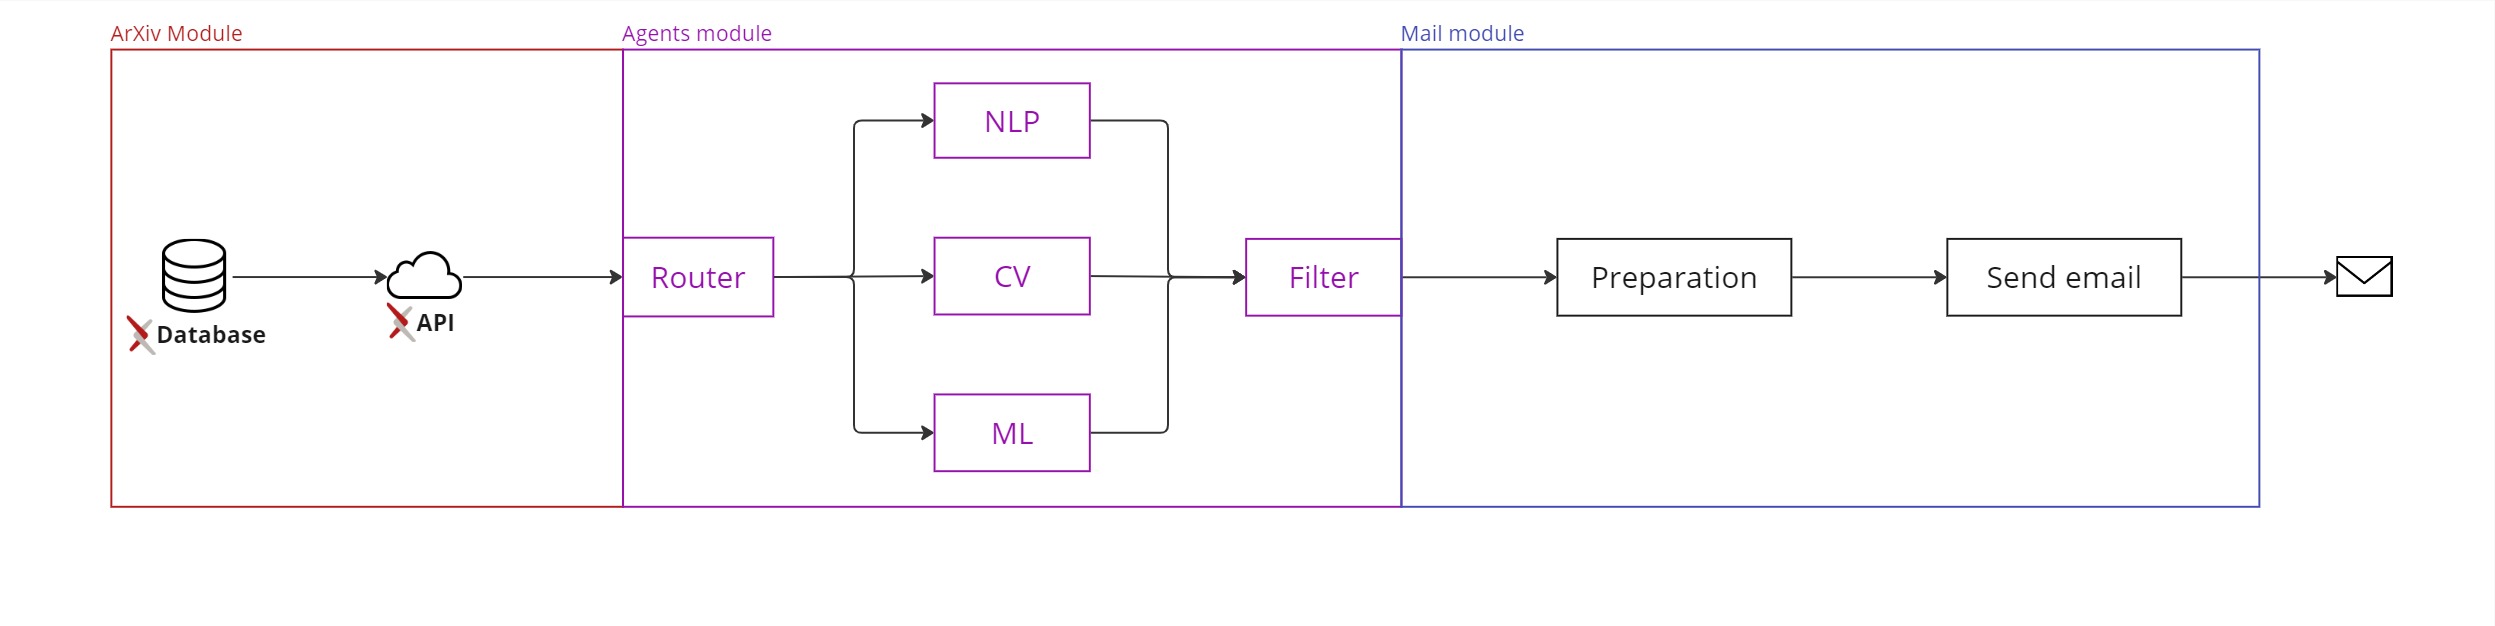 ArXiv Module
Agents module
Mail module
NLP
Router
CV
Filter
Preparation
Send email
Database
API
ML